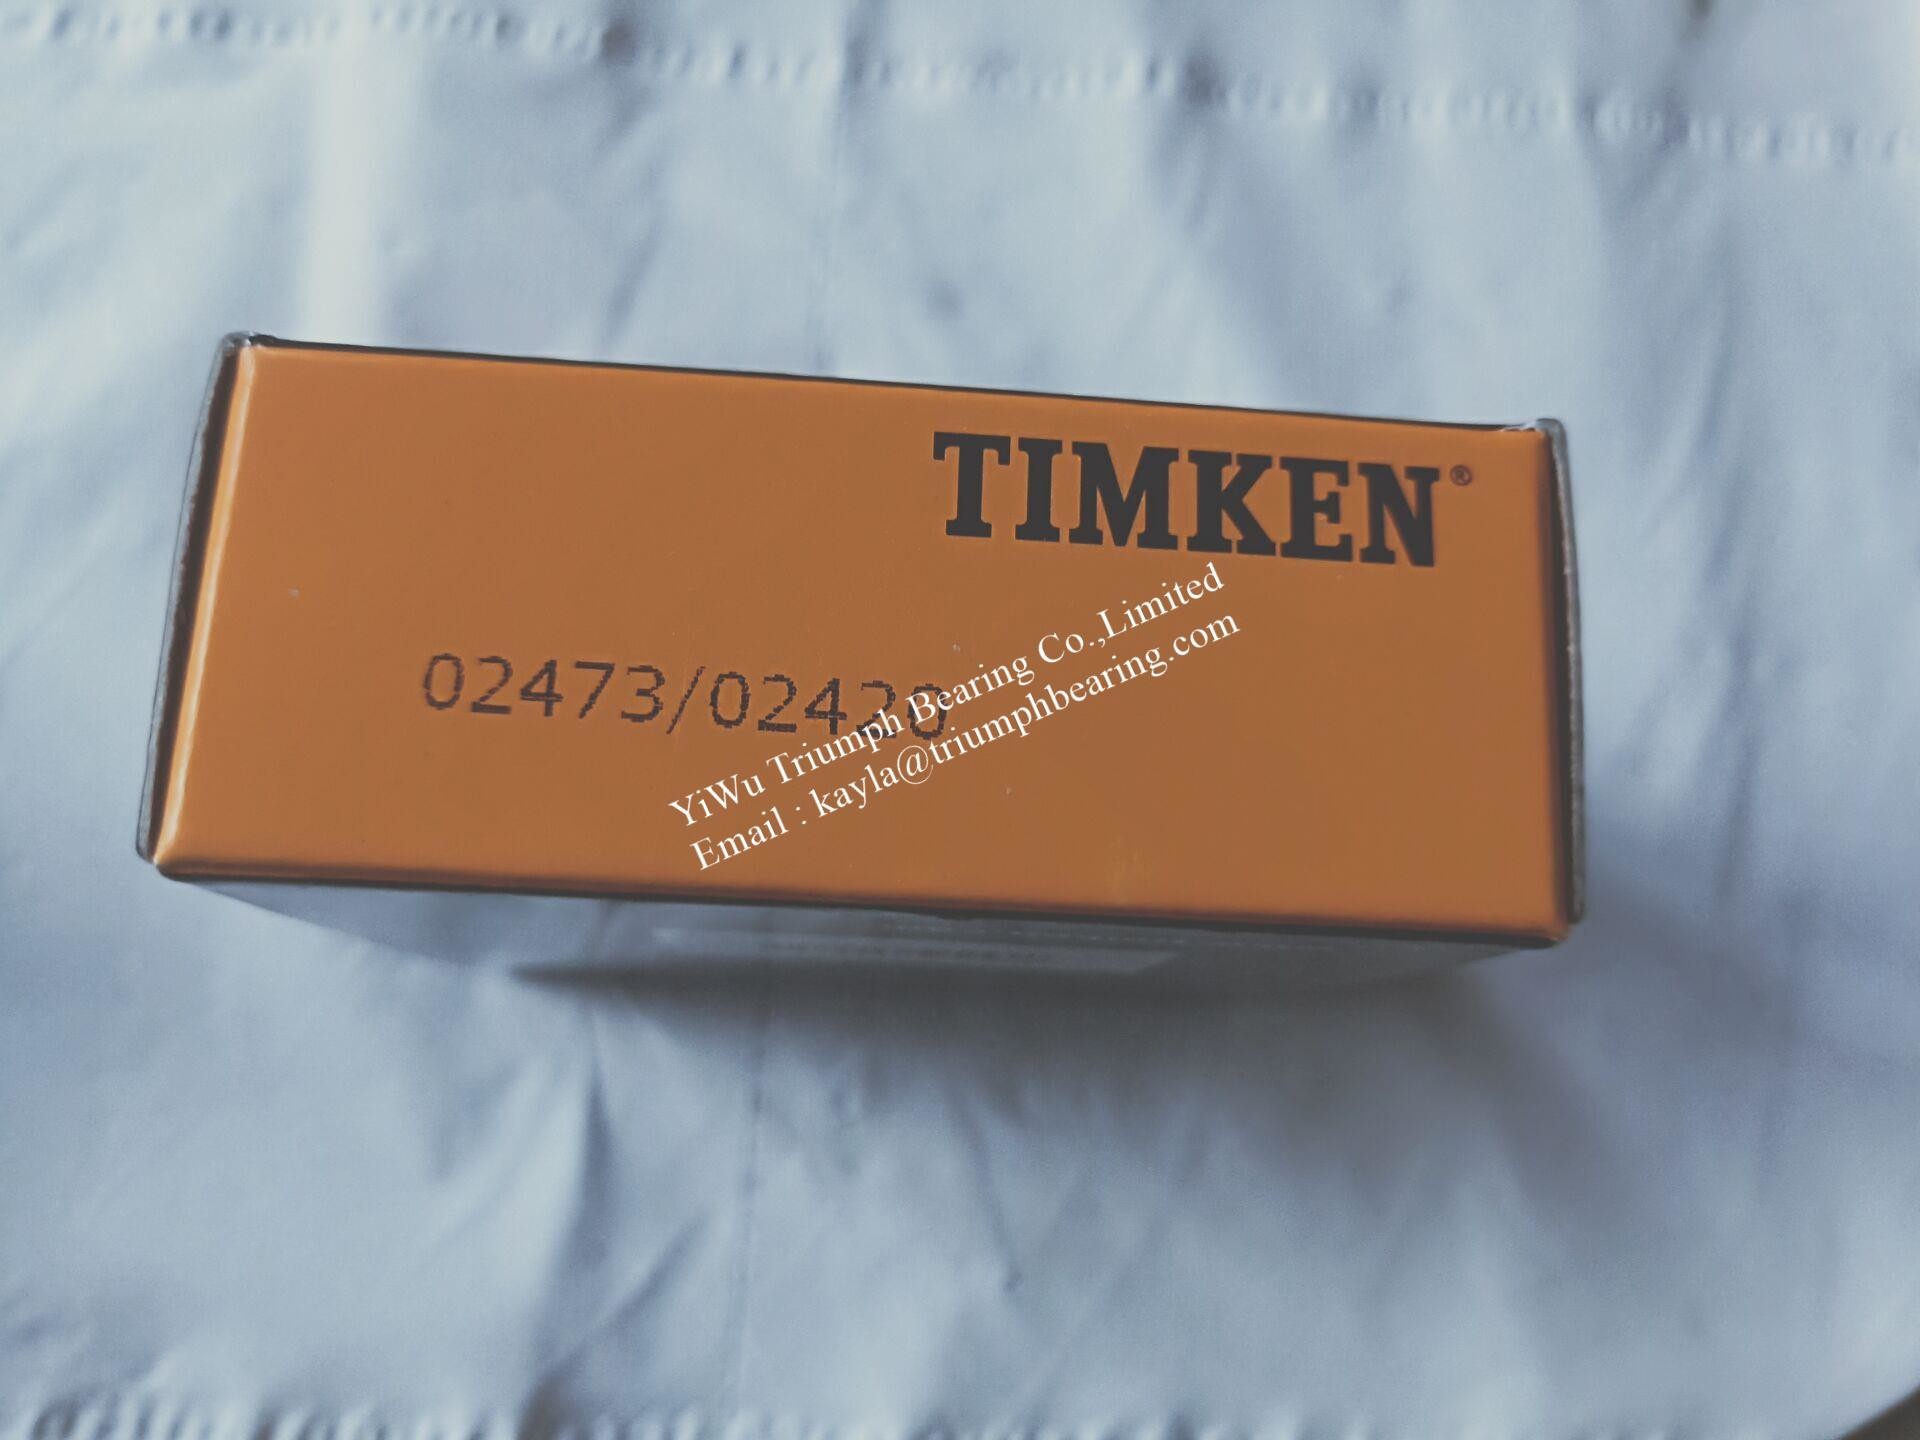 TIMKEN®
02473/02420
YiWu Triumph Bearing Co.,Limited
Email : kayla@triumphbearing.com